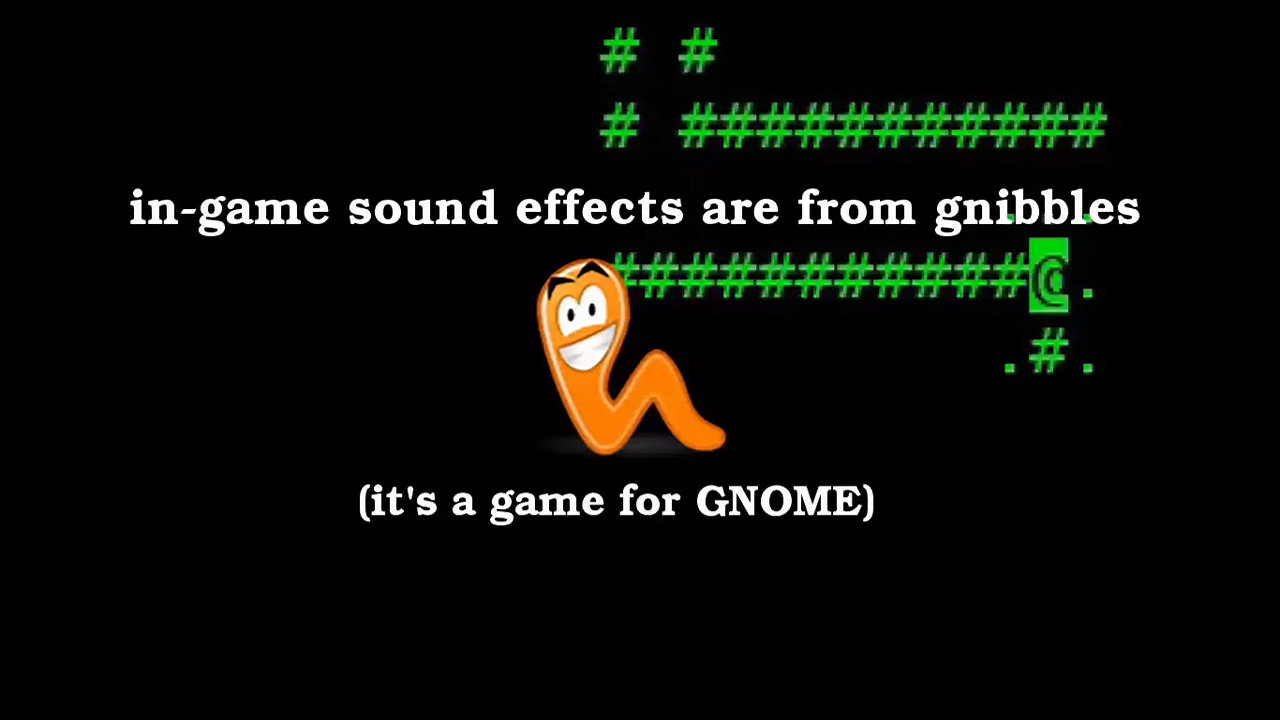 # #
# ###########
in-game sound effects are from gnibbles
###########@.
.#.
(it's a game for GNOME)